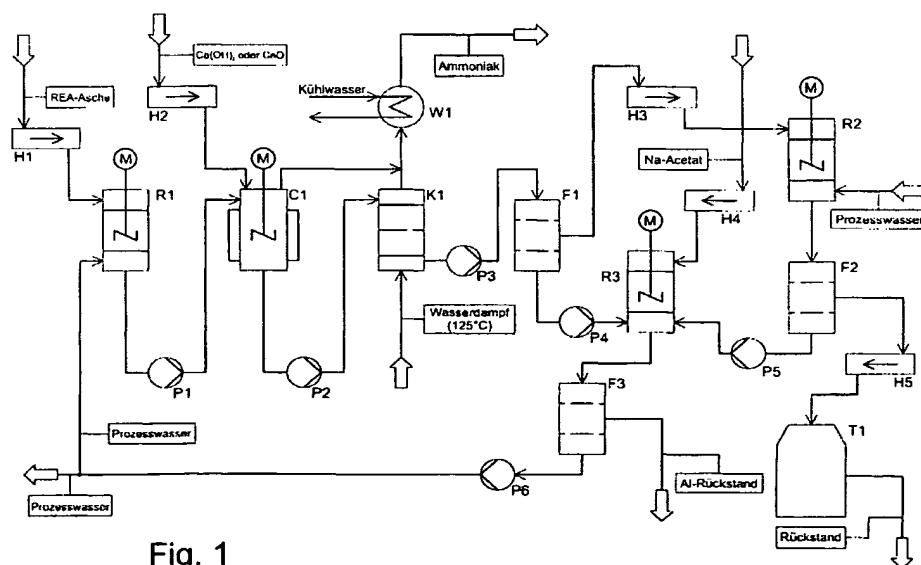 Ca(OH)₂ oder CaO
Ammoniak
REA-Asche
H2
Kühlwasser
W1
H3
M
R2
H1
M
R1
M
C1
K1
F1
Na-Acetat
H4
Prozesswasser
M
R3
P3
F2
Wasserdampf
(125°C)
P4
P5
H5
P1
P2
F3
T1
Prozesswasser
P6
Al-Rückstand
Prozesswasser
Rückstand
Fig. 1